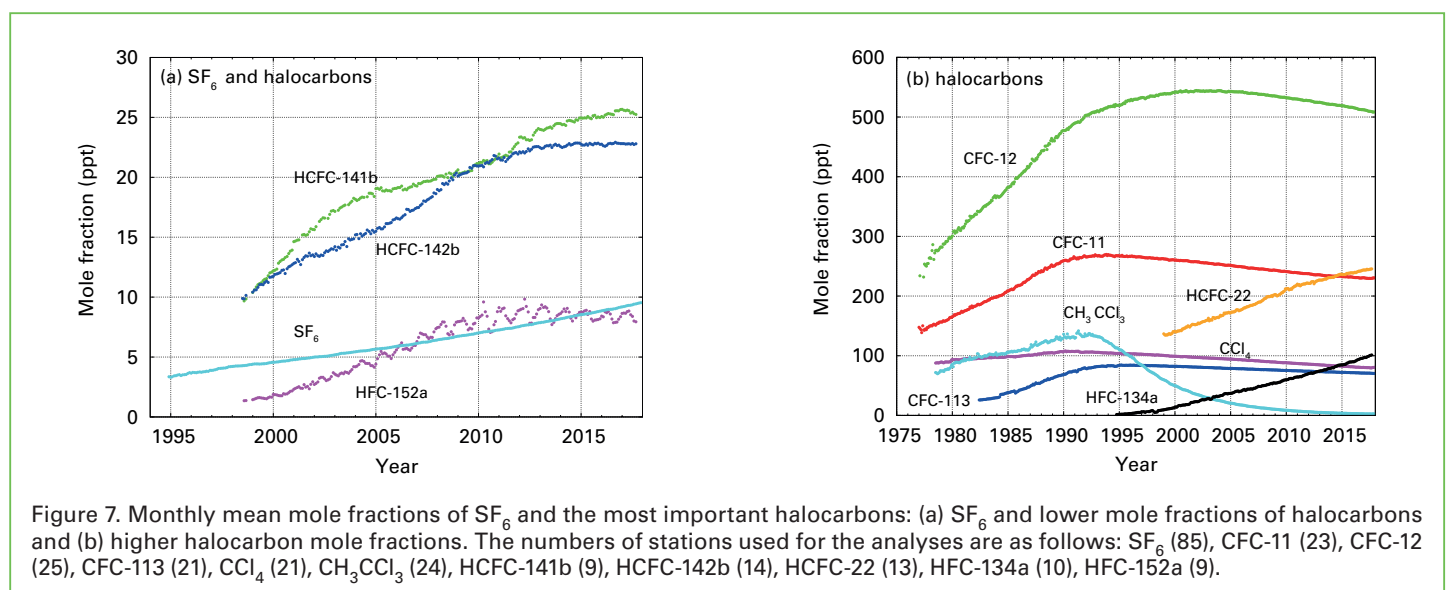 (a) SF6 and halocarbons
Mole fraction (ppt)
30
25
20
15
10
5
0
HCFC-141b
HCFC-142b
SF6
HFC-152a
1995 2000 2005 2010 2015
Year
(b) halocarbons
Mole fraction (ppt)
600
500
400
300
200
100
0
CFC-12
CFC-11
HCFC-22
CH3CCl3
CCl4
CFC-113
HFC-134a
1975 1980 1985 1990 1995 2000 2005 2010 2015
Year
Figure 7. Monthly mean mole fractions of SF6 and the most important halocarbons: (a) SF6 and lower mole fractions of halocarbons
and (b) higher halocarbon mole fractions. The numbers of stations used for the analyses are as follows: SF6 (85), CFC-11 (23), CFC-12
(25), CFC-113 (21), CCl4 (21), CH3CCl3 (24), HCFC-141b (9), HCFC-142b (14), HCFC-22 (13), HFC-134a (10), HFC-152a (9).